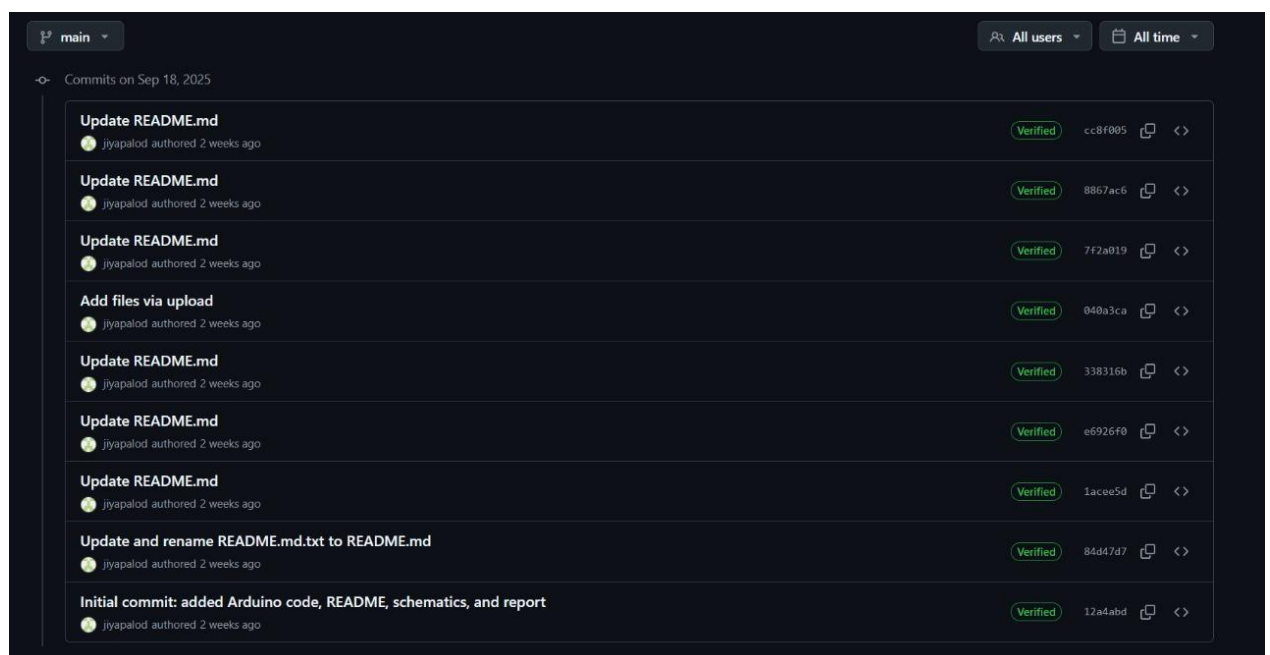 main
All users
All time
Commits on Sep 18, 2025
Update README.md
jiyapalod authored 2 weeks ago
Verified
cc8f005
Update README.md
jiyapalod authored 2 weeks ago
Verified
8867ac6
Update README.md
jiyapalod authored 2 weeks ago
Verified
7f2a019
Add files via upload
jiyapalod authored 2 weeks ago
Verified
040a3ca
Update README.md
jiyapalod authored 2 weeks ago
Verified
338316b
Update README.md
jiyapalod authored 2 weeks ago
Verified
e6926f0
Update README.md
jiyapalod authored 2 weeks ago
Verified
1acee5d
Update and rename README.md.txt to README.md
jiyapalod authored 2 weeks ago
Verified
84d47d7
Initial commit: added Arduino code, README, schematics, and report
jiyapalod authored 2 weeks ago
Verified
12a4abd